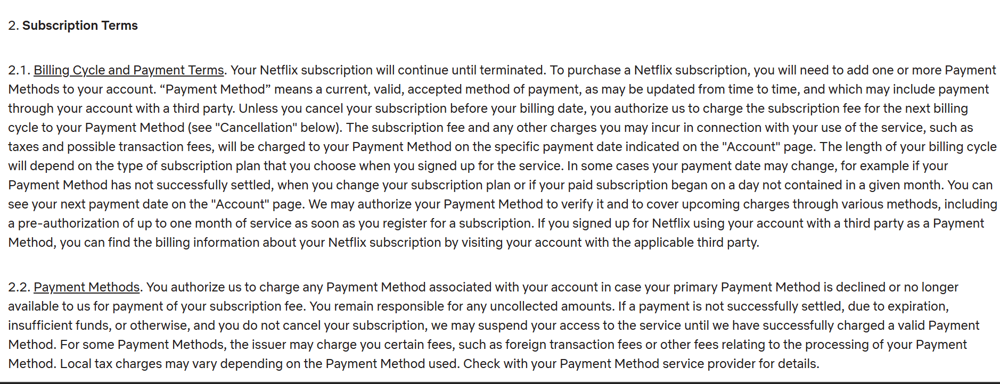 2. Subscription Terms
2.1. Billing Cycle and Payment Terms. Your Netflix subscription will continue until terminated. To purchase a Netflix subscription, you will need to add one or more Payment
Methods to your account. “Payment Method” means a current, valid, accepted method of payment, as may be updated from time to time, and which may include payment
through your account with a third party. Unless you cancel your subscription before your billing date, you authorize us to charge the subscription fee for the next billing
cycle to your Payment Method (see "Cancellation" below). The subscription fee and any other charges you may incur in connection with your use of the service, such as
taxes and possible transaction fees, will be charged to your Payment Method on the specific payment date indicated on the "Account" page. The length of your billing cycle
will depend on the type of subscription plan that you choose when you signed up for the service. In some cases your payment date may change, for example if your
Payment Method has not successfully settled, when you change your subscription plan or if your paid subscription began on a day not contained in a given month. You can
see your next payment date on the "Account" page. We may authorize your Payment Method to verify it and to cover upcoming charges through various methods, including
a pre-authorization of up to one month of service as soon as you register for a subscription. If you signed up for Netflix using your account with a third party as a Payment
Method, you can find the billing information about your Netflix subscription by visiting your account with the applicable third party.
2.2. Payment Methods. You authorize us to charge any Payment Method associated with your account in case your primary Payment Method is declined or no longer
available to us for payment of your subscription fee. You remain responsible for any uncollected amounts. If a payment is not successfully settled, due to expiration,
insufficient funds, or otherwise, and you do not cancel your subscription, we may suspend your access to the service until we have successfully charged a valid Payment
Method. For some Payment Methods, the issuer may charge you certain fees, such as foreign transaction fees or other fees relating to the processing of your Payment
Method. Local tax charges may vary depending on the Payment Method used. Check with your Payment Method service provider for details.